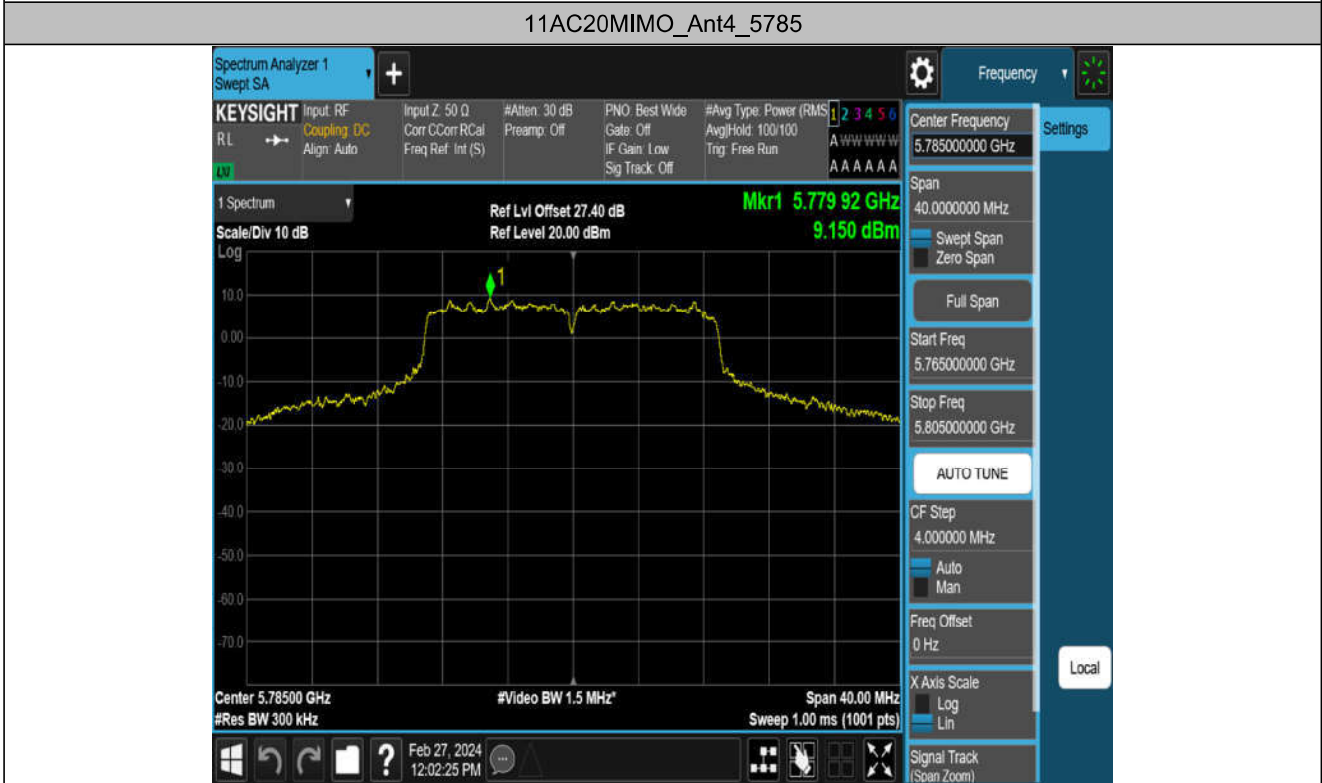 11AC20MIMO_Ant4_5785
Spectrum Analyzer 1
Swept SA
+
Frequency
KEYSIGHT
RL
LXI
Input: RF
Coupling: DC
Align: Auto
Input Z: 50 Ω
Corr CCorr RCal
Freq Ref: Int (S)
#Atten: 30 dB
Preamp: Off
PNO: Best Wide
Gate: Off
IF Gain: Low
Sig Track: Off
#Avg Type: Power (RMS
Avg|Hold: 100/100
Trig: Free Run
1 2 3 4 5 6
A W W W W W
A A A A A A
Center Frequency
5.785000000 GHz
Settings
1 Spectrum
Scale/Div 10 dB
Log
Ref Lvl Offset 27.40 dB
Ref Level 20.00 dBm
Mkr1 5.779 92 GHz
9.150 dBm
1
10.0
0.00
-10.0
-20.0
-30.0
-40.0
-50.0
-60.0
-70.0
Center 5.78500 GHz
#Res BW 300 kHz
#Video BW 1.5 MHz*
Span 40.00 MHz
Sweep 1.00 ms (1001 pts)
Span
40.0000000 MHz
Swept Span
Zero Span
Full Span
Start Freq
5.765000000 GHz
Stop Freq
5.805000000 GHz
AUTO TUNE
CF Step
4.000000 MHz
Auto
Man
Freq Offset
0 Hz
X Axis Scale
Log
Lin
Local
Signal Track
(Span Zoom)
?
Feb 27, 2024
12:02:25 PM